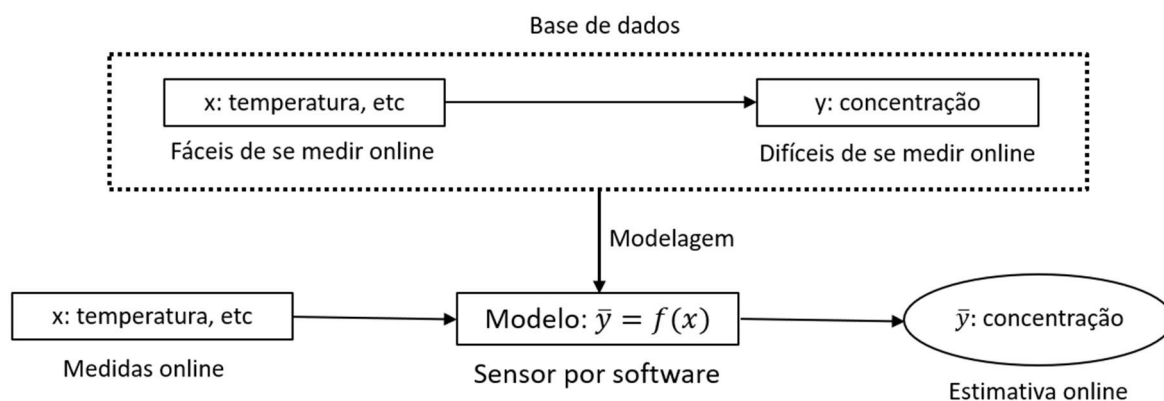 Base de dados
x: temperatura, etc
y: concentração
Fáceis de se medir online
Difíceis de se medir online
Modelagem
x: temperatura, etc
Modelo: ȳ = f(x)
ȳ: concentração
Medidas online
Sensor por software
Estimativa online